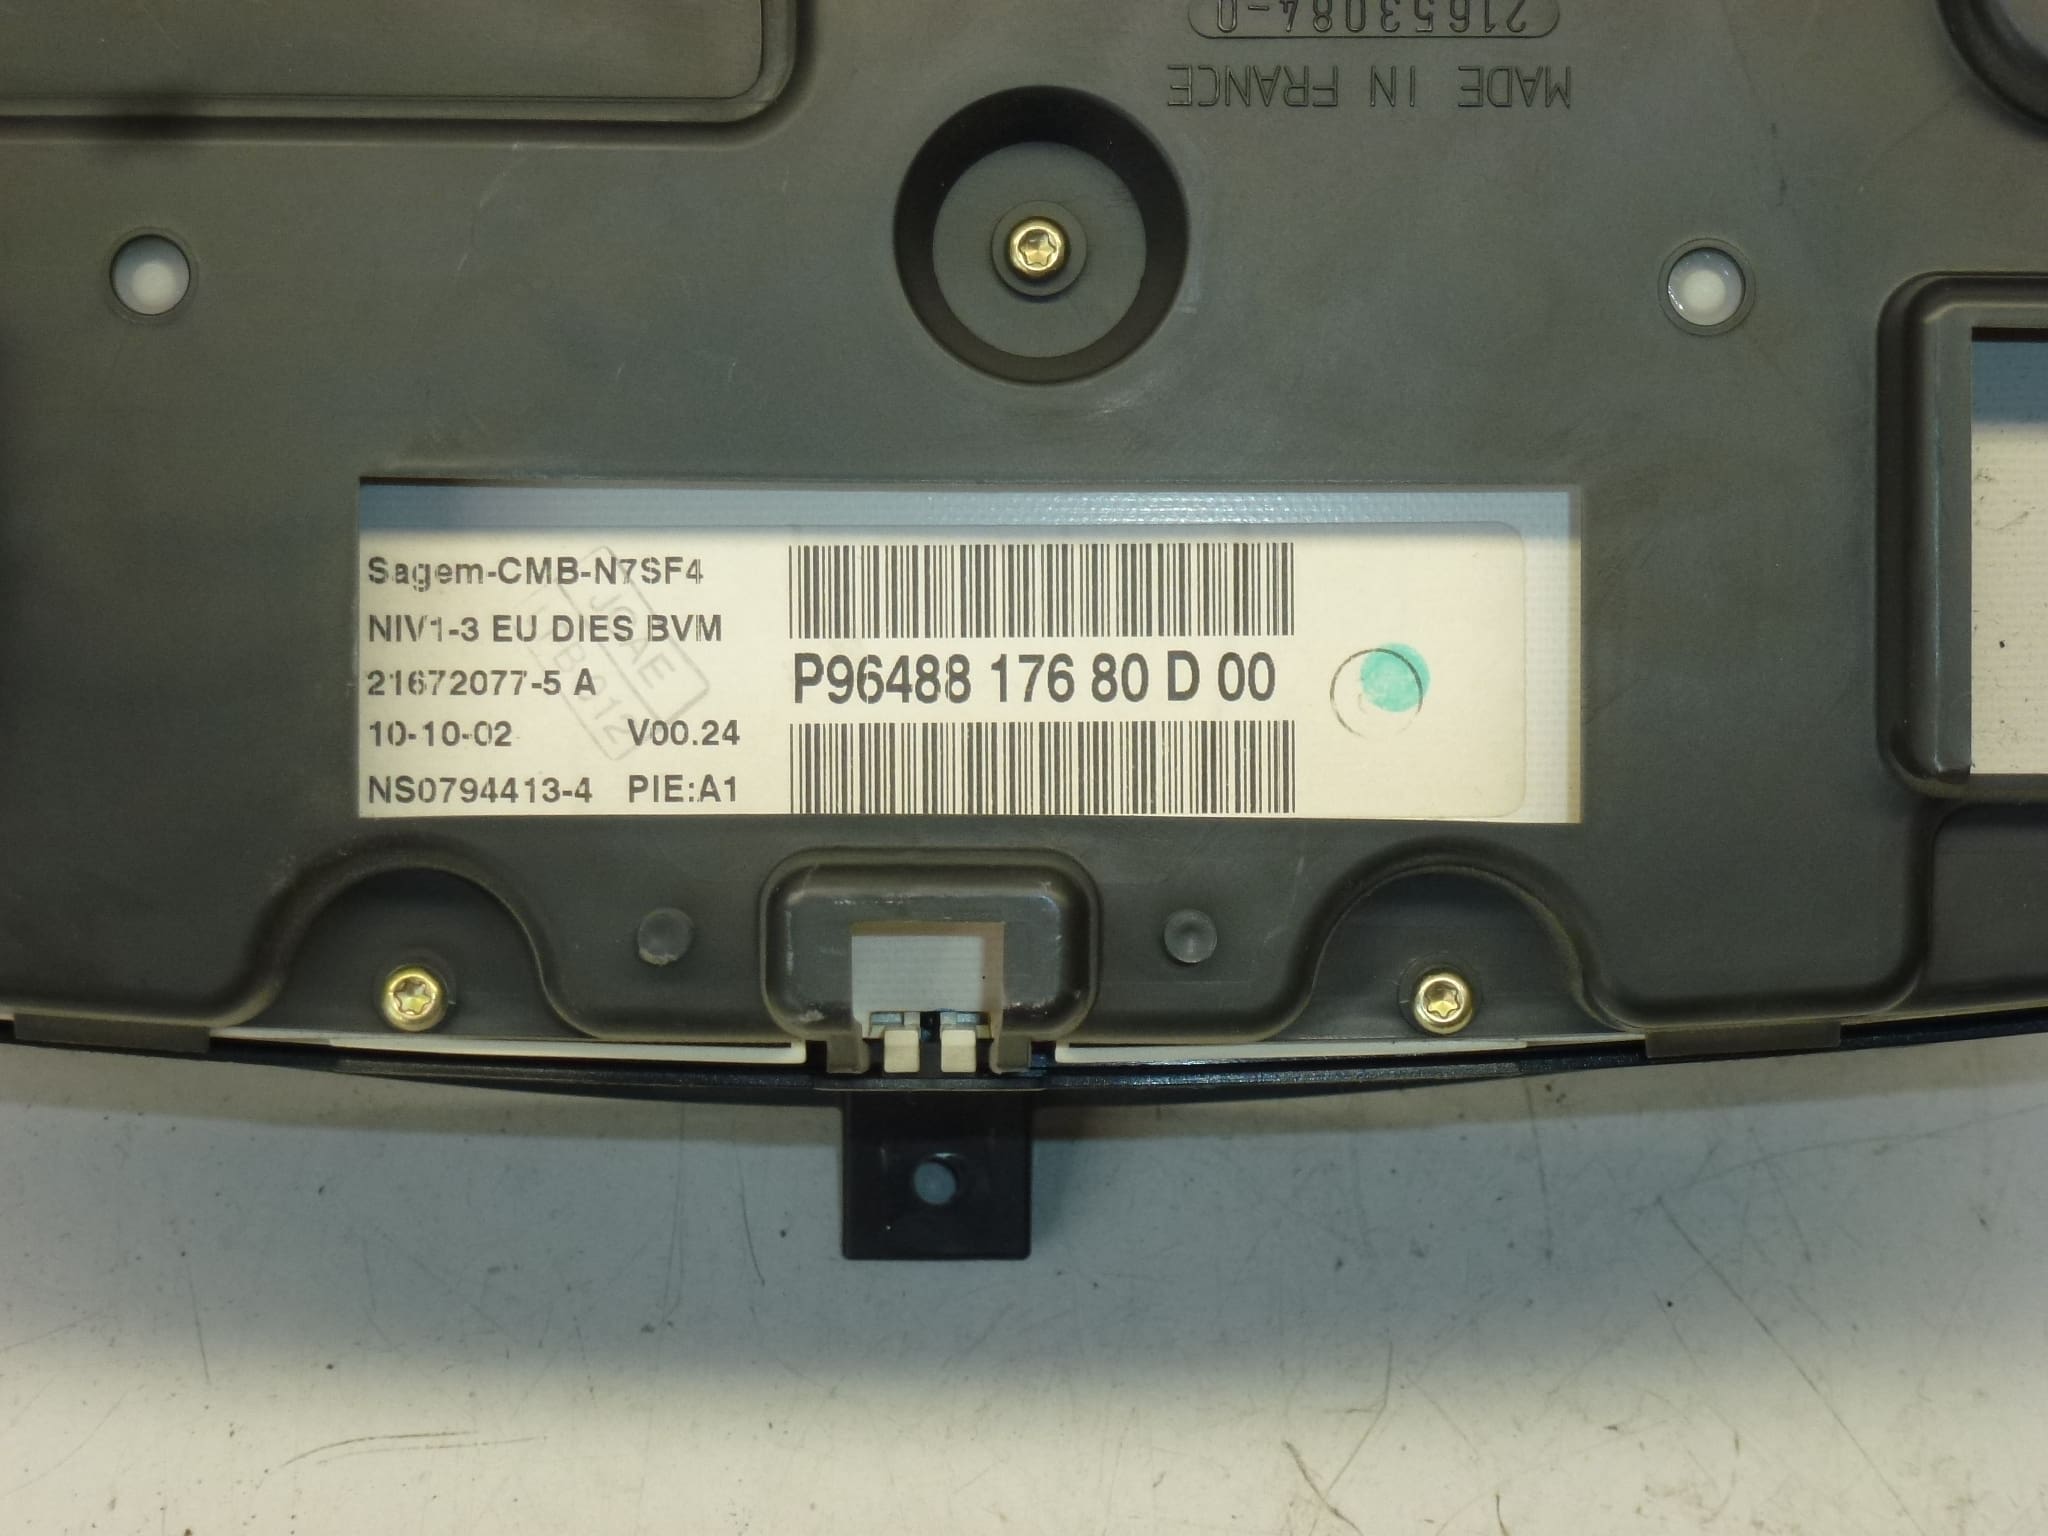 21653084-0
MADE IN FRANCE
Sagem-CMB-N7SF4
NIV1-3 EU DIES BVM
21672077-5 A
10-10-02 V00.24
NS0794413-4 PIE:A1
P96488 176 80 D 00
JSAE